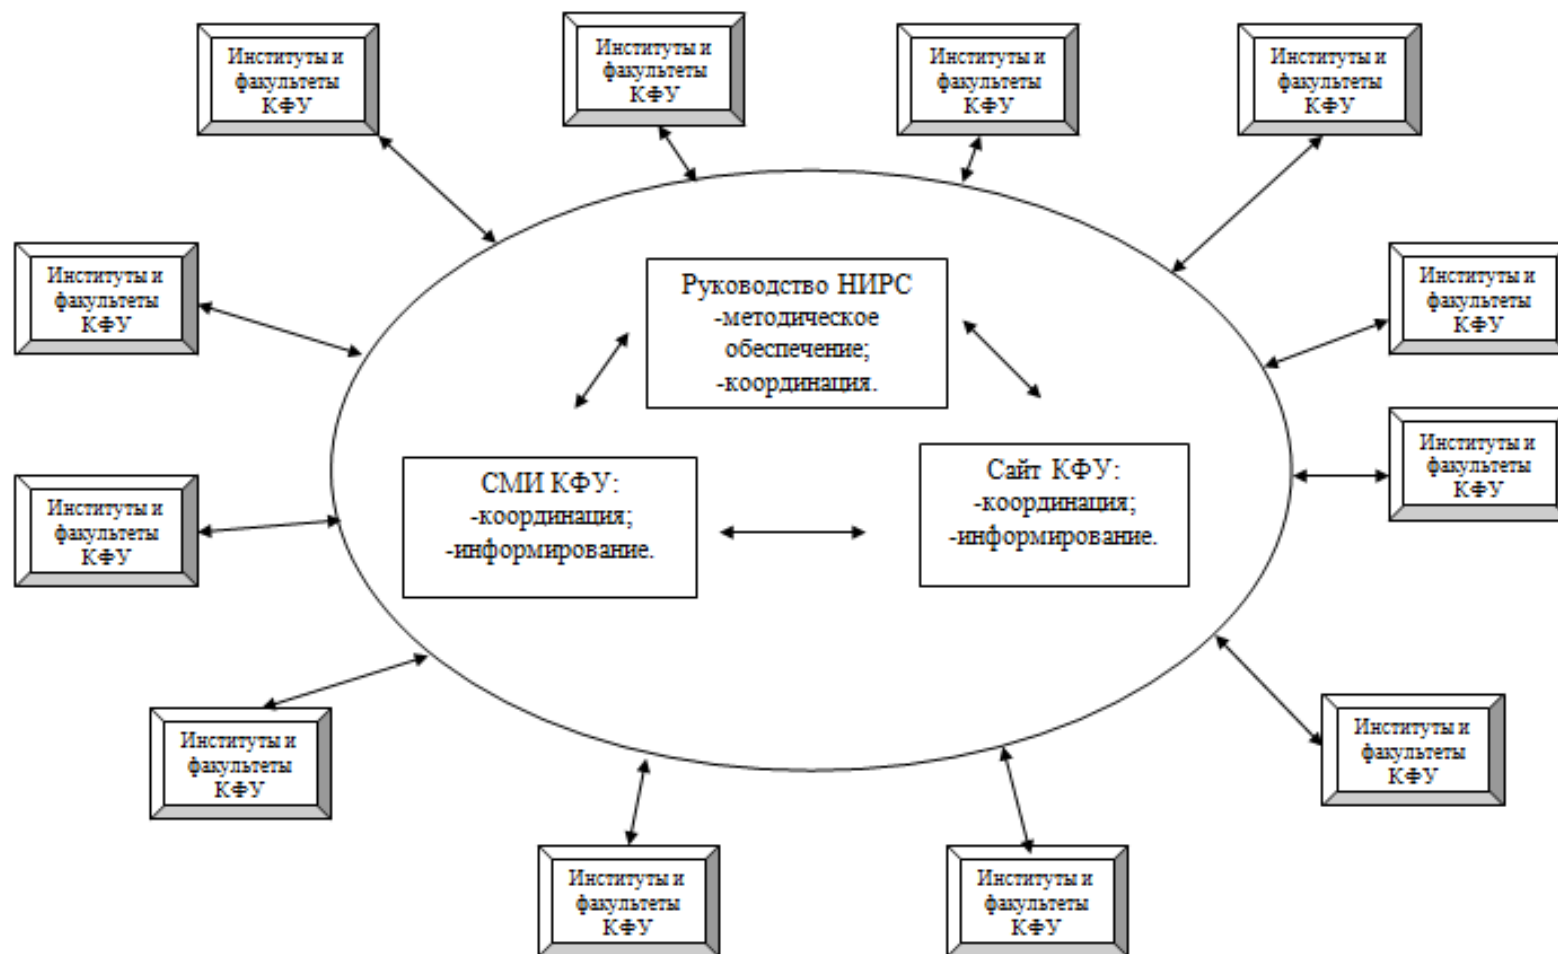 Институты и
факультеты
КФУ
Институты и
факультеты
КФУ
Институты и
факультеты
КФУ
Институты и
факультеты
КФУ
Институты и
факультеты
КФУ
Руководство НИРС
-методическое
обеспечение;
-координация.
Институты и
факультеты
КФУ
Институты и
факультеты
КФУ
СМИ КФУ:
-координация;
-информирование.
Сайт КФУ:
-координация;
-информирование.
Институты и
факультеты
КФУ
Институты и
факультеты
КФУ
Институты и
факультеты
КФУ
Институты и
факультеты
КФУ
Институты и
факультеты
КФУ